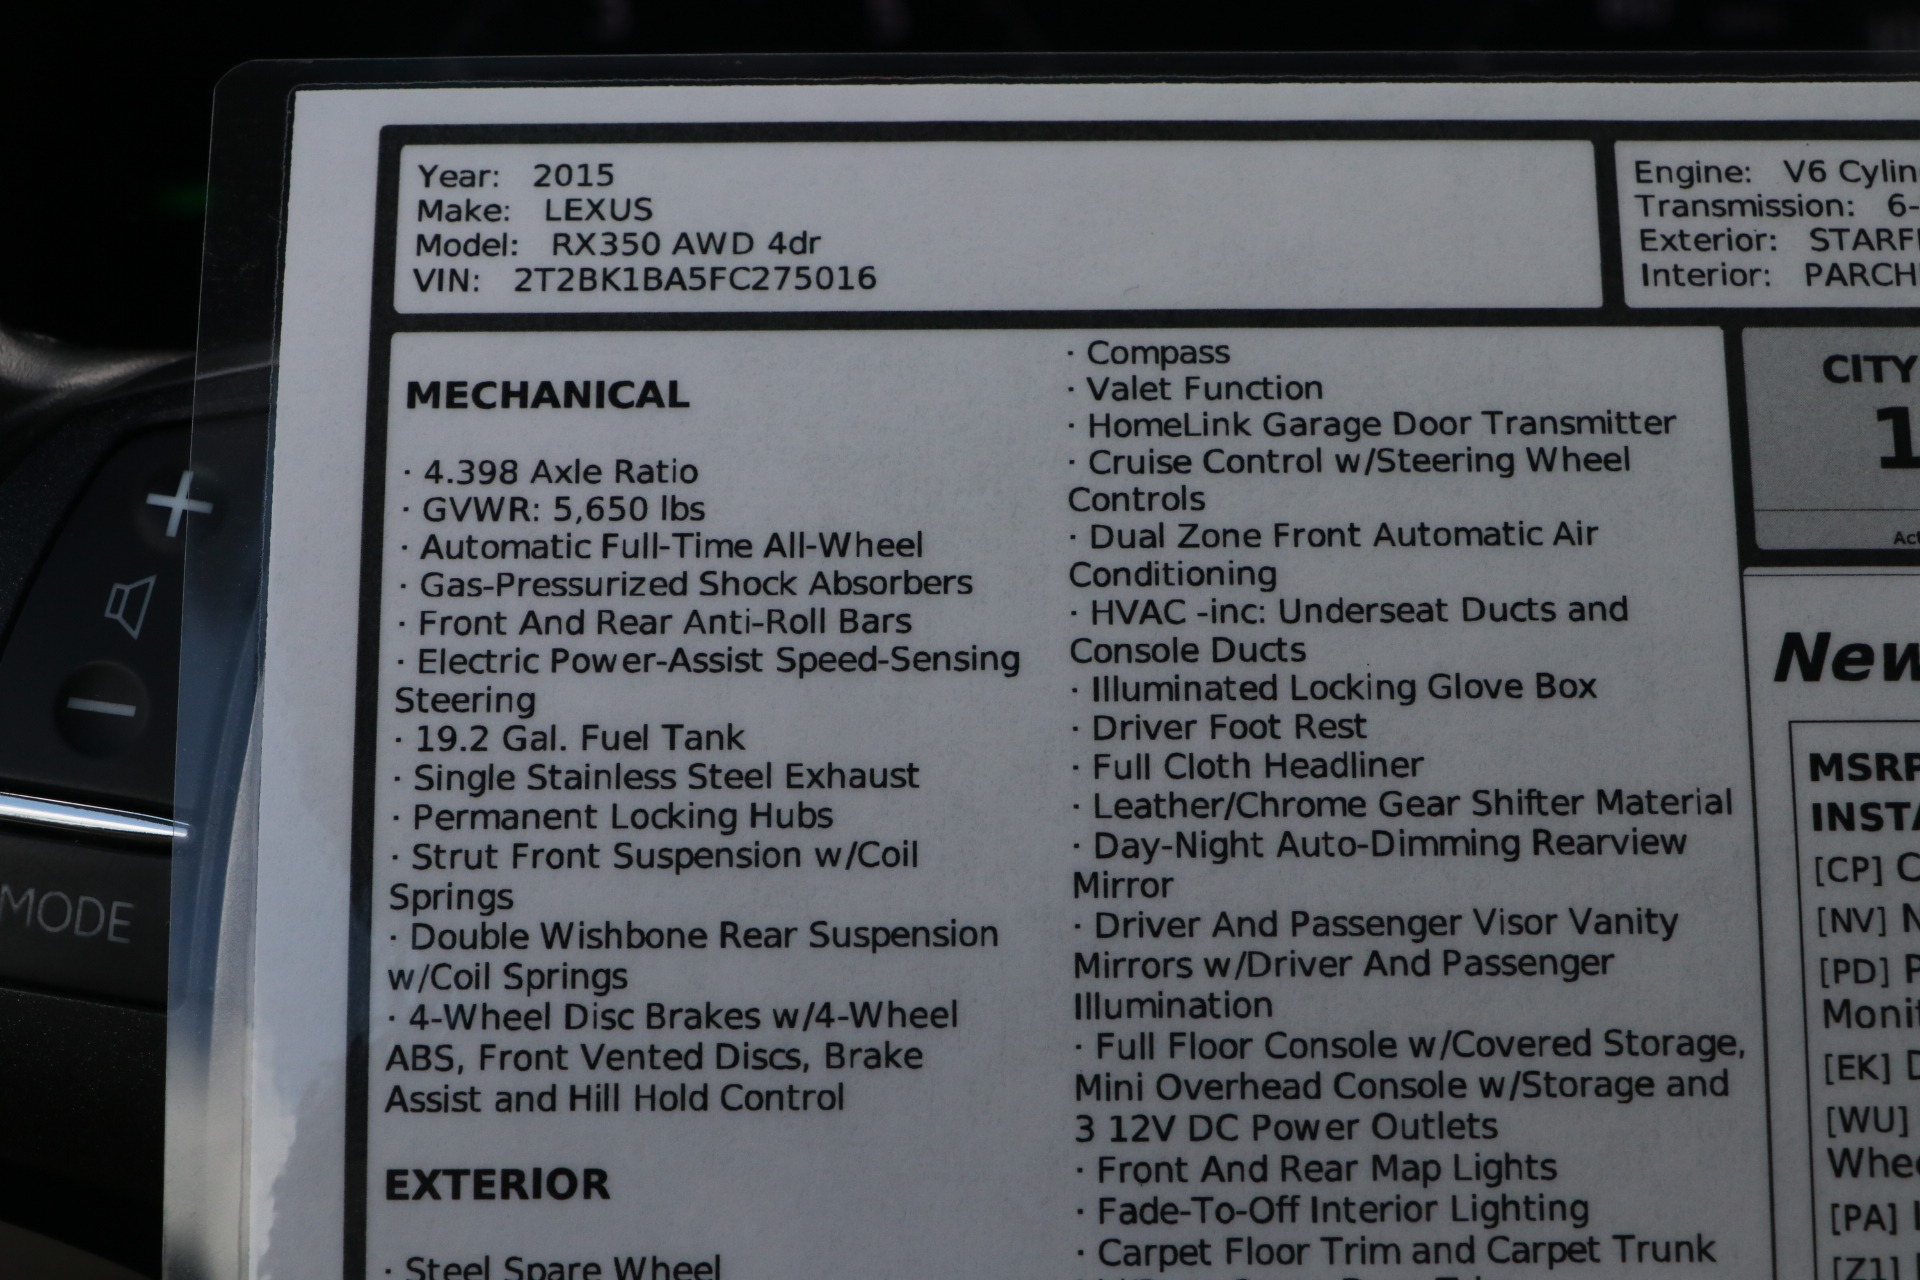 Year: 2015
Make: LEXUS
Model: RX350 AWD 4dr
VIN: 2T2BK1BA5FC275016
Engine: V6
Transmission: 6-
Exterior:
Interior:
MECHANICAL
· 4.398 Axle Ratio
· GVWR: 5,650 lbs
· Automatic Full-Time All-Wheel
· Gas-Pressurized Shock Absorbers
· Front And Rear Anti-Roll Bars
· Electric Power-Assist Speed-Sensing
Steering
· 19.2 Gal. Fuel Tank
· Single Stainless Steel Exhaust
· Permanent Locking Hubs
· Strut Front Suspension w/Coil
Springs
· Double Wishbone Rear Suspension
w/Coil Springs
· 4-Wheel Disc Brakes w/4-Wheel
ABS, Front Vented Discs, Brake
Assist and Hill Hold Control
EXTERIOR
· Steel Spare Wheel
· Compass
· Valet Function
· HomeLink Garage Door Transmitter
· Cruise Control w/Steering Wheel
Controls
· Dual Zone Front Automatic Air
Conditioning
· HVAC -inc: Underseat Ducts and
Console Ducts
· Illuminated Locking Glove Box
· Driver Foot Rest
· Full Cloth Headliner
· Leather/Chrome Gear Shifter Material
· Day-Night Auto-Dimming Rearview
Mirror
· Driver And Passenger Visor Vanity
Mirrors w/Driver And Passenger
Illumination
· Full Floor Console w/Covered Storage,
Mini Overhead Console w/Storage and
3 12V DC Power Outlets
· Front And Rear Map Lights
· Fade-To-Off Interior Lighting
· Carpet Floor Trim and Carpet Trunk
CITY
1
New
MSRP
[CP]
[NV]
[PD]
[EK]
[WU]
[PA]
[Z1]
MODE